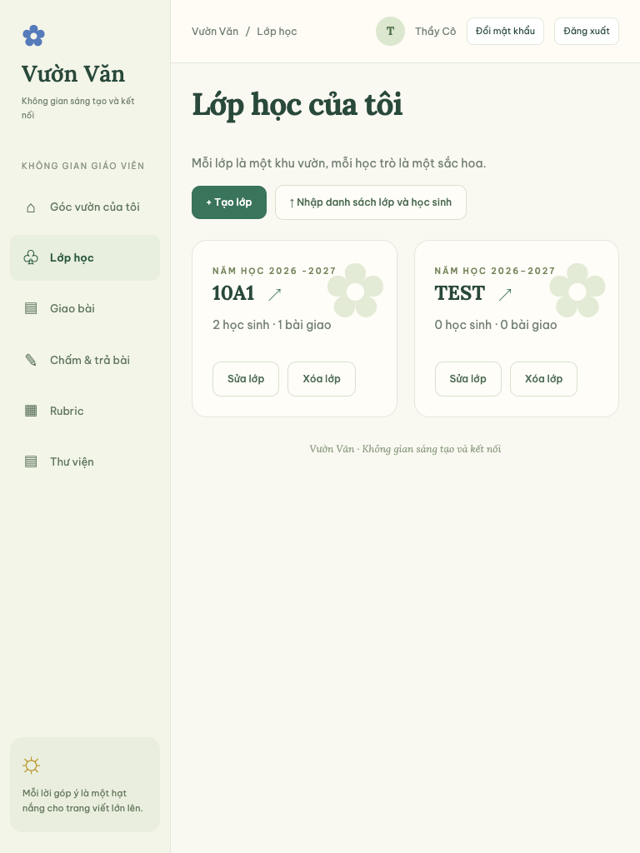 Vườn Văn
Không gian sáng tạo và kết
nối
KHÔNG GIAN GIÁO VIÊN
Góc vườn của tôi
Lớp học
Giao bài
Chấm & trả bài
Rubric
Thư viện
Mỗi lời góp ý là một hạt
nắng cho trang viết lớn lên.
Vườn Văn / Lớp học
T
Thầy Cô
Đổi mật khẩu
Đăng xuất
Lớp học của tôi
Mỗi lớp là một khu vườn, mỗi học trò là một sắc hoa.
+ Tạo lớp
↑ Nhập danh sách lớp và học sinh
NĂM HỌC 2026 -2027
10A1 ↗
2 học sinh · 1 bài giao
Sửa lớp
Xóa lớp
NĂM HỌC 2026-2027
TEST ↗
0 học sinh · 0 bài giao
Sửa lớp
Xóa lớp
Vườn Văn · Không gian sáng tạo và kết nối